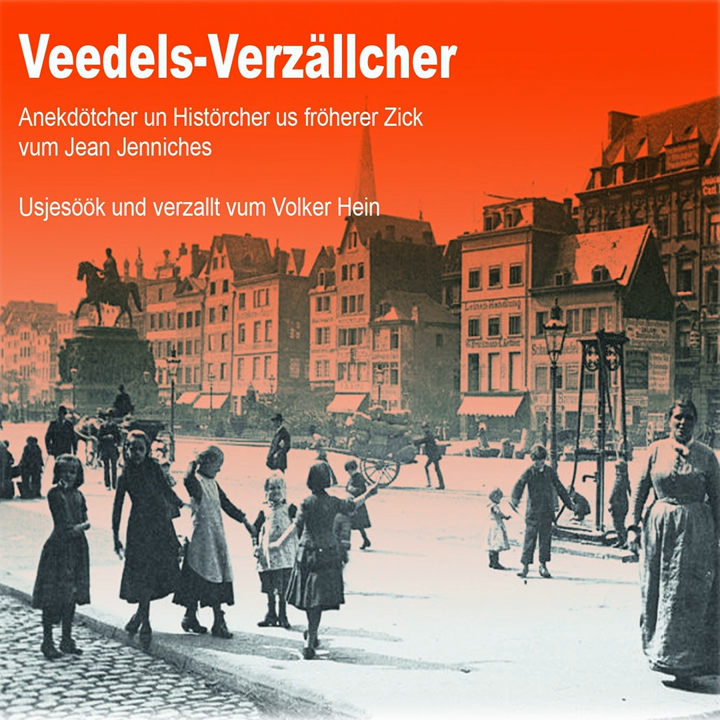 Veedels-Verzällcher
Anekdötcher un Histörcher us fröherer Zick
vum Jean Jenniches
Usjesöök und verzallt vum Volker Hein